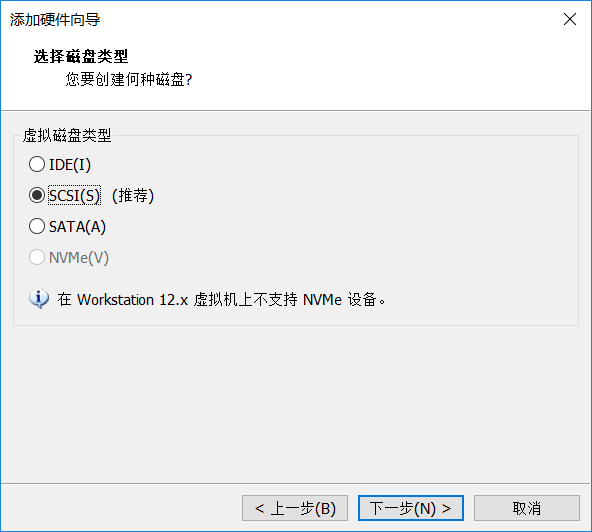 添加硬件向导
选择磁盘类型
您要创建何种磁盘?
虚拟磁盘类型
IDE(I)
SCSI(S) (推荐)
SATA(A)
NVMe(V)
在 Workstation 12.x 虚拟机上不支持 NVMe 设备。
< 上一步(B) 下一步(N) > 取消